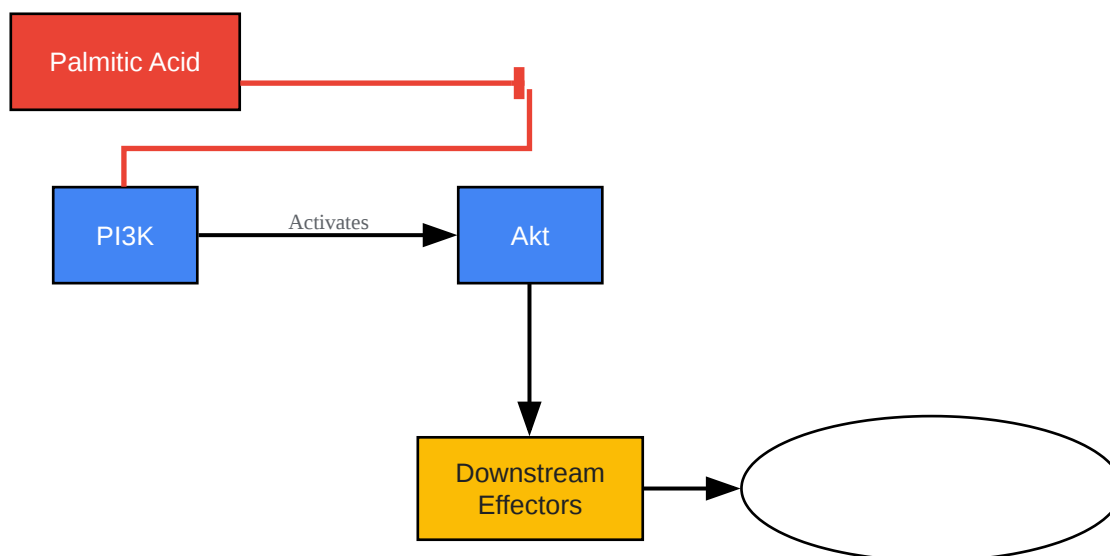 Palmitic Acid
PI3K
Activates
Akt
Downstream
Effectors